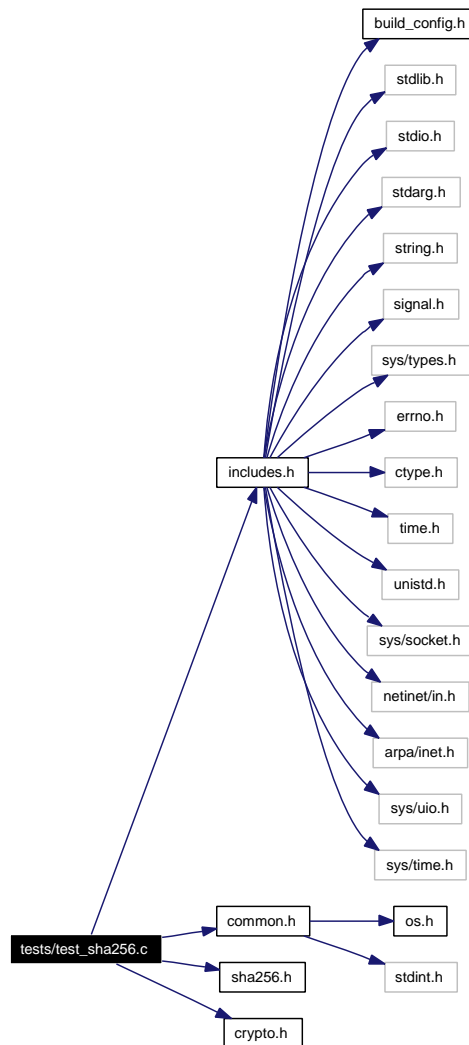 build_config.h
stdlib.h
stdio.h
stdarg.h
string.h
signal.h
sys/types.h
errno.h
includes.h
ctype.h
time.h
unistd.h
sys/socket.h
netinet/in.h
arpa/inet.h
sys/uio.h
sys/time.h
common.h
os.h
tests/test_sha256.c
sha256.h
stdint.h
crypto.h